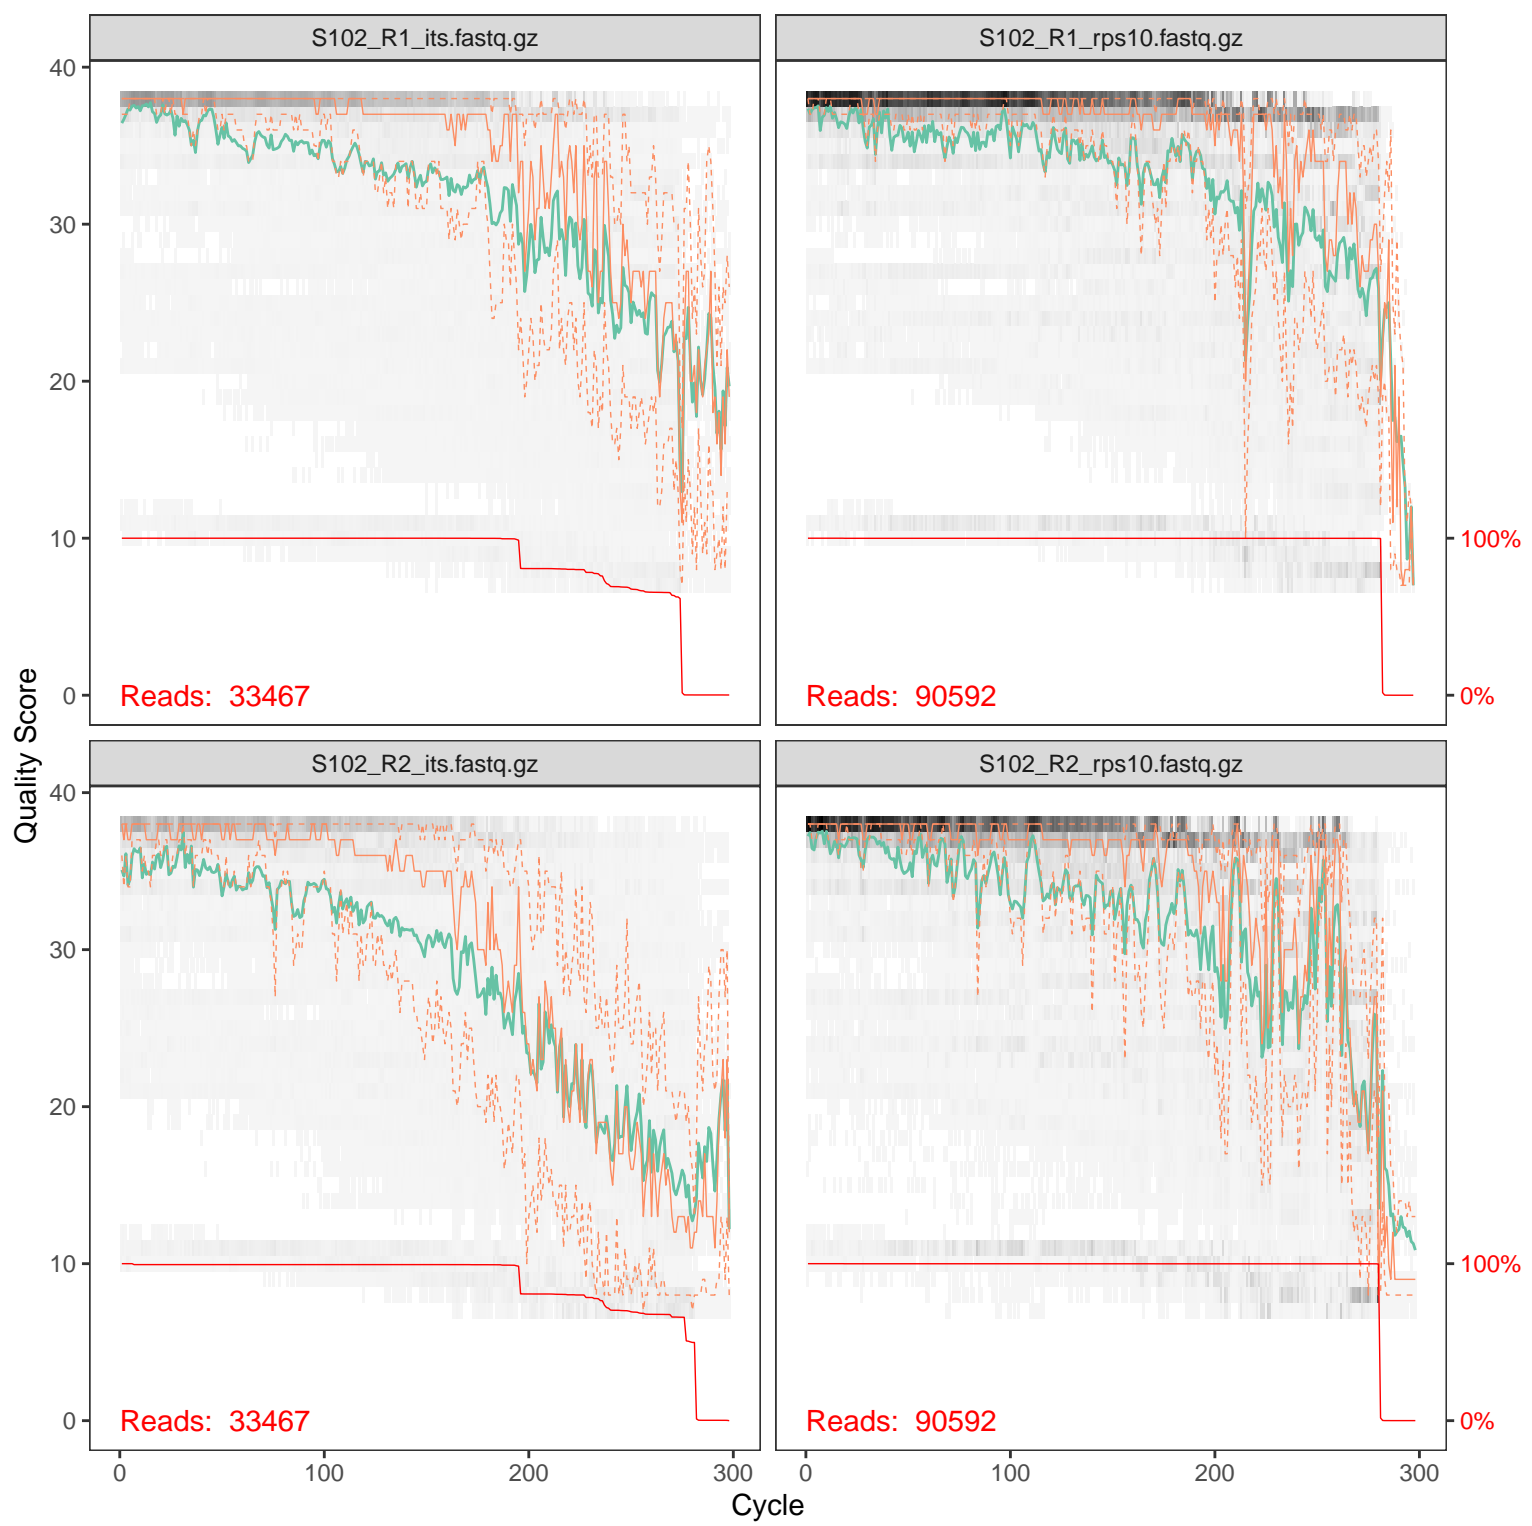 S102_R1_its.fastq.gz
S102_R1_rps10.fastq.gz
40
30
20
10
0
100%
0%
Reads: 33467
Reads: 90592
Quality Score
S102_R2_its.fastq.gz
S102_R2_rps10.fastq.gz
40
30
20
10
0
100%
0%
Reads: 33467
Reads: 90592
0 100 200 300
0 100 200 300
Cycle